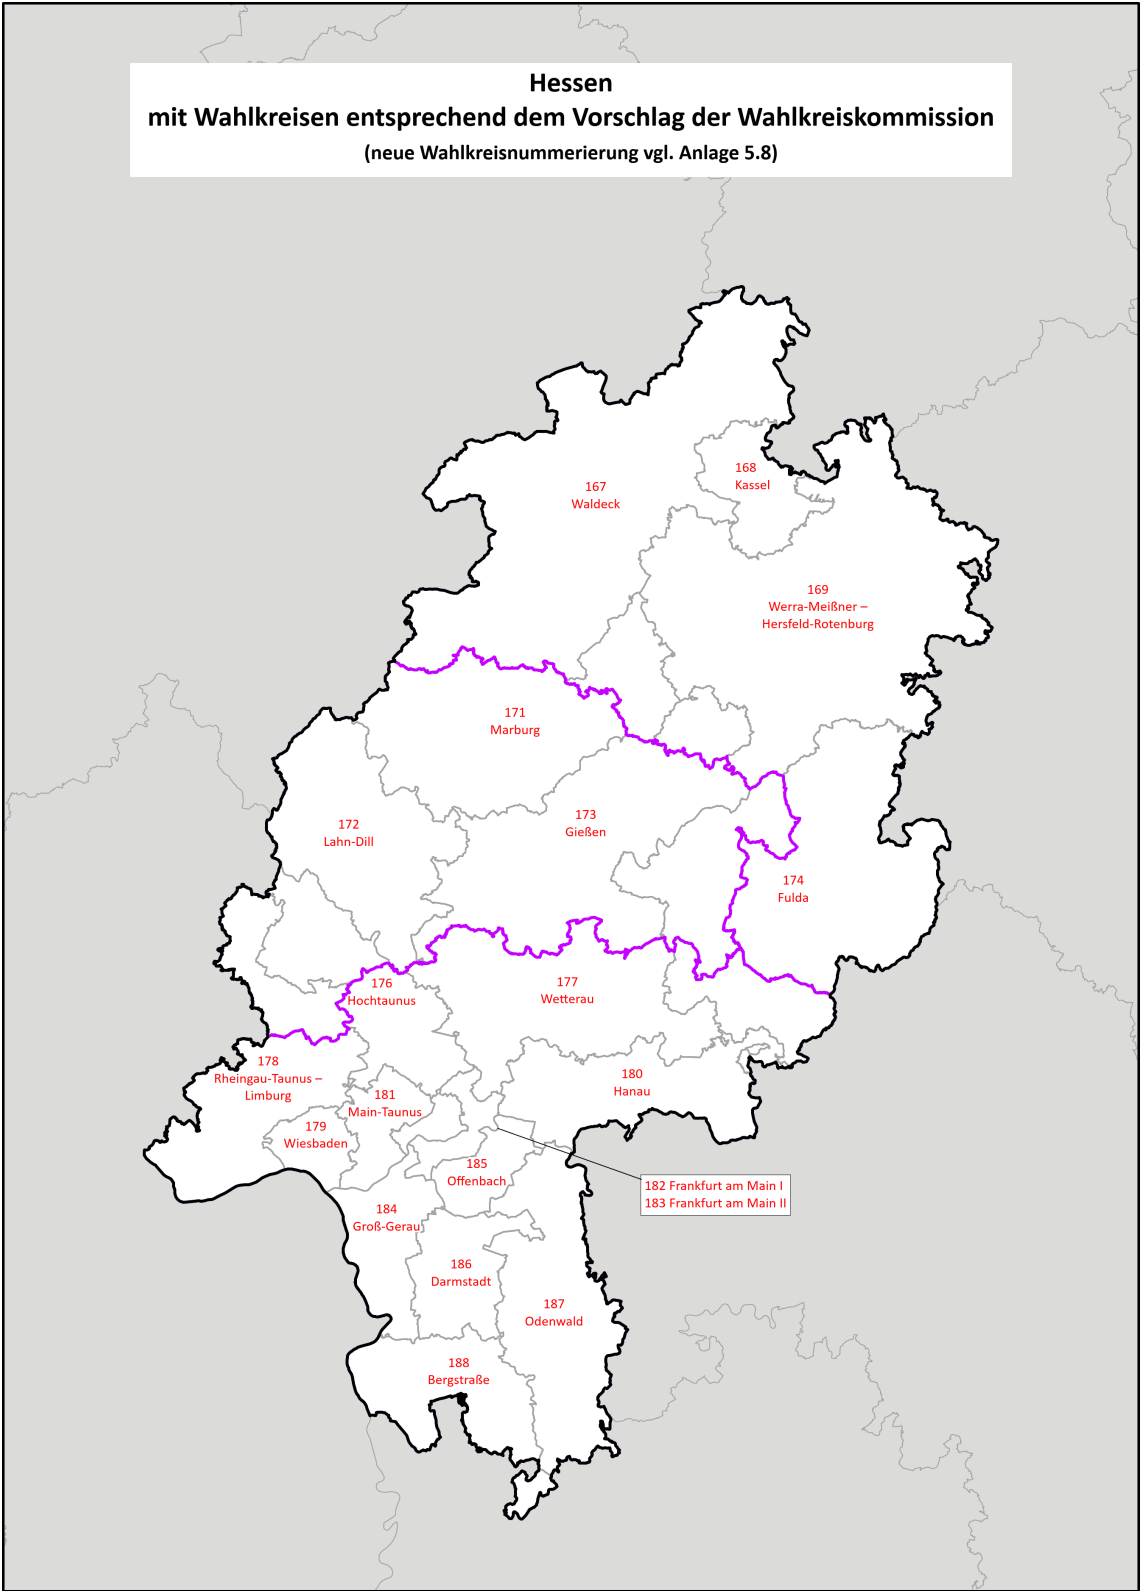 Hessen
mit Wahlkreisen entsprechend dem Vorschlag der Wahlkreiskommission
(neue Wahlkreisnummerierung vgl. Anlage 5.8)
168
Kassel
167
Waldeck
169
Werra-Meißner –
Hersfeld-Rotenburg
171
Marburg
173
Gießen
172
Lahn-Dill
174
Fulda
176
Hochtaunus
177
Wetterau
178
Rheingau-Taunus –
Limburg
180
Hanau
181
Main-Taunus
179
Wiesbaden
185
Offenbach
182 Frankfurt am Main I
183 Frankfurt am Main II
184
Groß-Gerau
186
Darmstadt
187
Odenwald
188
Bergstraße